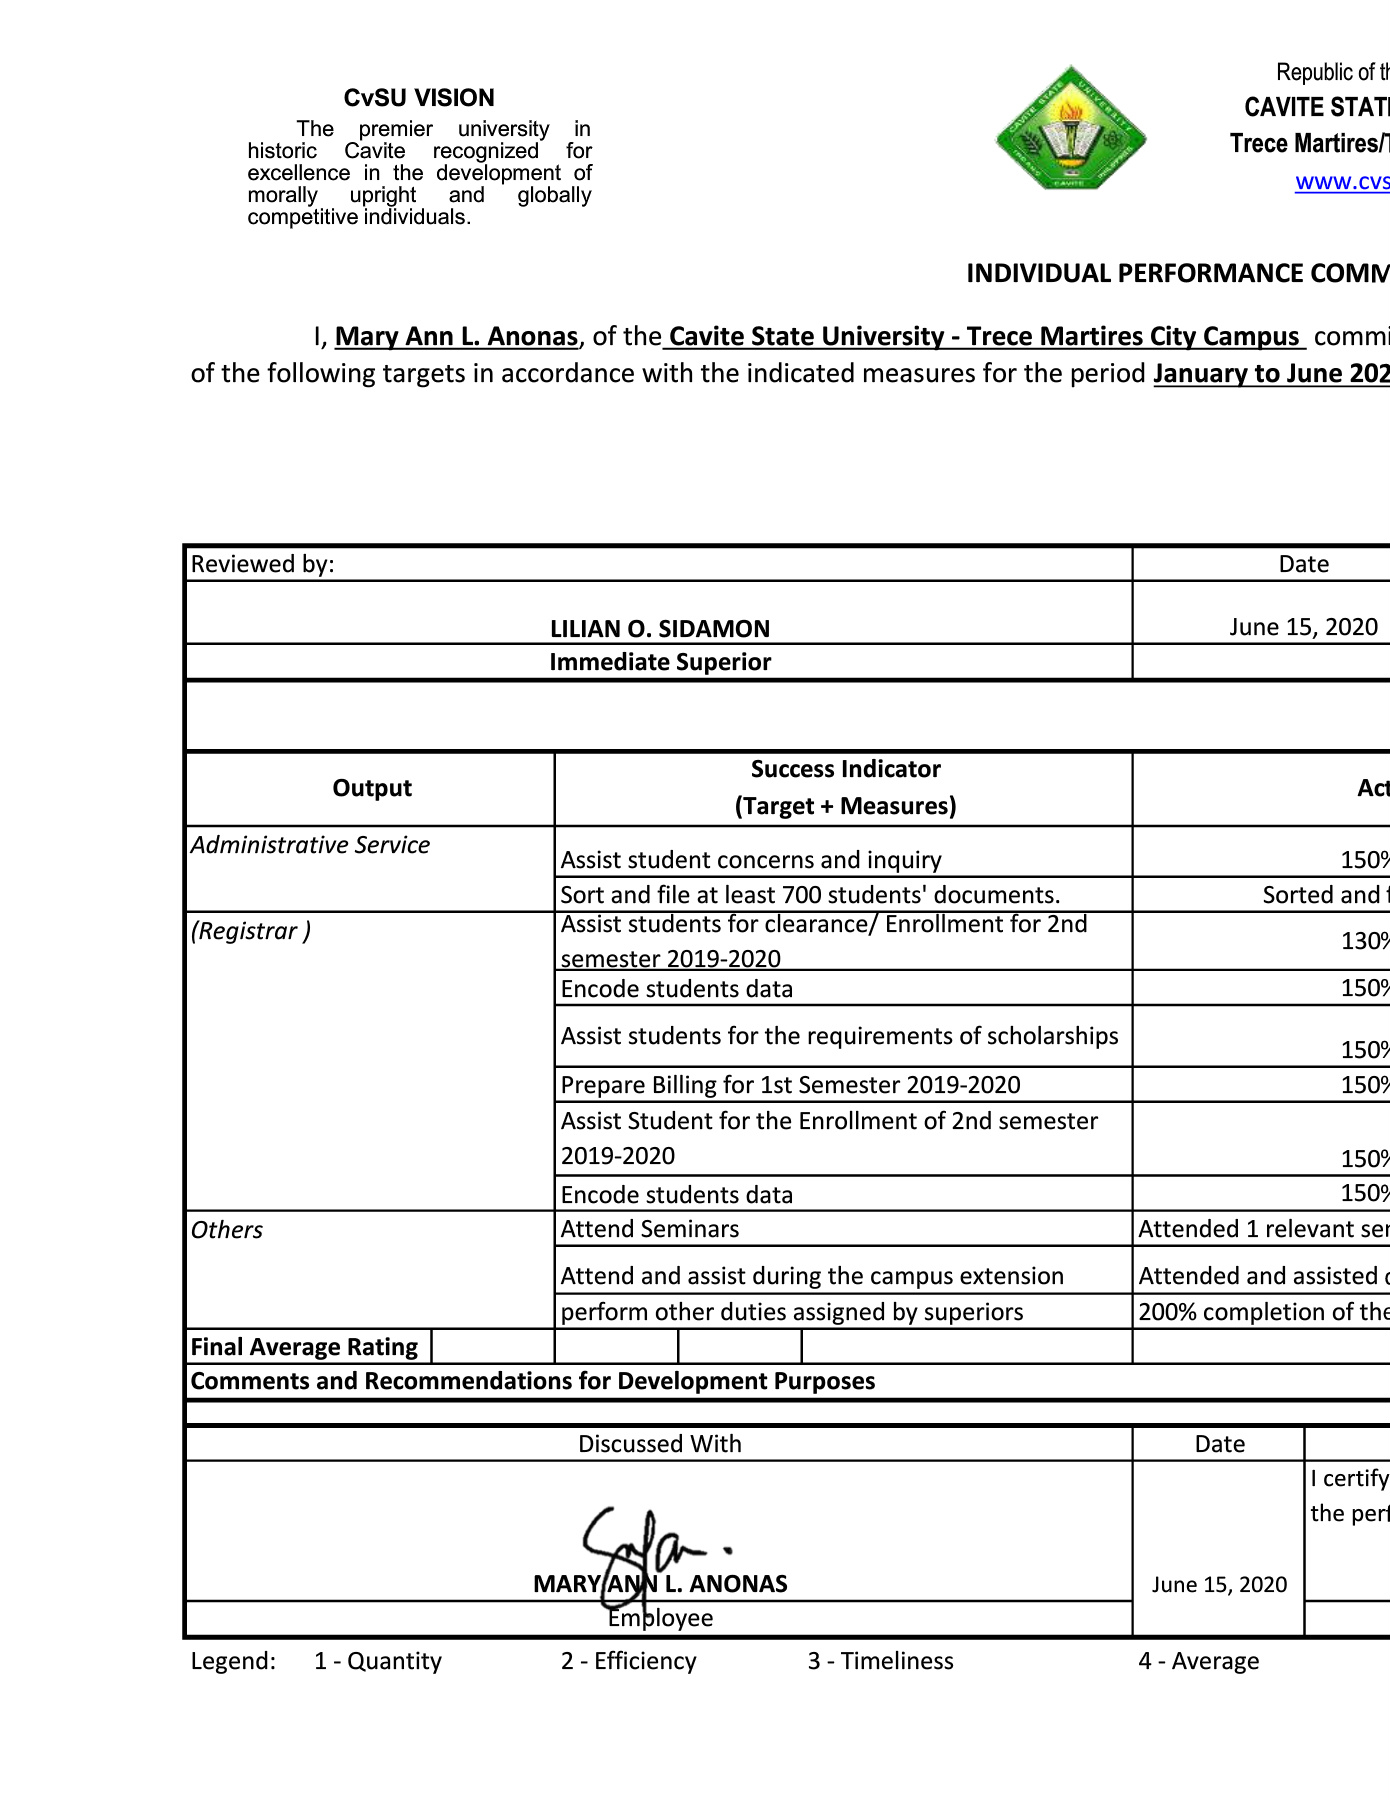 CvSU VISION
The premier university in
historic Cavite recognized for
excellence in the development of
morally upright and globally
competitive individuals.
CAVITE STATE UNIVERSITY
CAVITE
Republic of th
CAVITE STATE
Trece Martires/T
www.cvs
INDIVIDUAL PERFORMANCE COMM
I, Mary Ann L. Anonas, of the Cavite State University - Trece Martires City Campus commi
of the following targets in accordance with the indicated measures for the period January to June 202
Reviewed by:
Date
LILIAN O. SIDAMON
June 15, 2020
Immediate Superior
Output
Success Indicator
(Target + Measures)
Act
Administrative Service
Assist student concerns and inquiry
150%
Sort and file at least 700 students' documents.
Sorted and f
(Registrar )
Assist students for clearance/ Enrollment for 2nd
semester 2019-2020
130%
Encode students data
150%
Assist students for the requirements of scholarships
150%
Prepare Billing for 1st Semester 2019-2020
150%
Assist Student for the Enrollment of 2nd semester
2019-2020
150%
Encode students data
150%
Others
Attend Seminars
Attended 1 relevant sem
Attend and assist during the campus extension
Attended and assisted d
perform other duties assigned by superiors
200% completion of the
Final Average Rating
Comments and Recommendations for Development Purposes
Discussed With
Date
I certify
the perf
MARY ANN L. ANONAS
June 15, 2020
Employee
Legend: 1 - Quantity 2 - Efficiency 3 - Timeliness 4 - Average